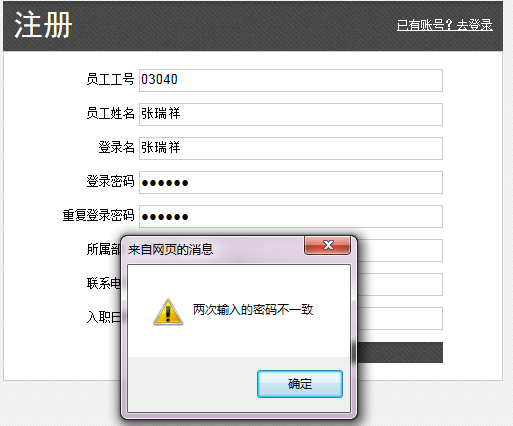 注册
已有账号？去登录
员工工号 03040
员工姓名 张瑞祥
登录名 张瑞祥
登录密码 ●●●●●●
重复登录密码 ●●●●●●
所属部
联系电
入职日
来自网页的消息
两次输入的密码不一致
确定